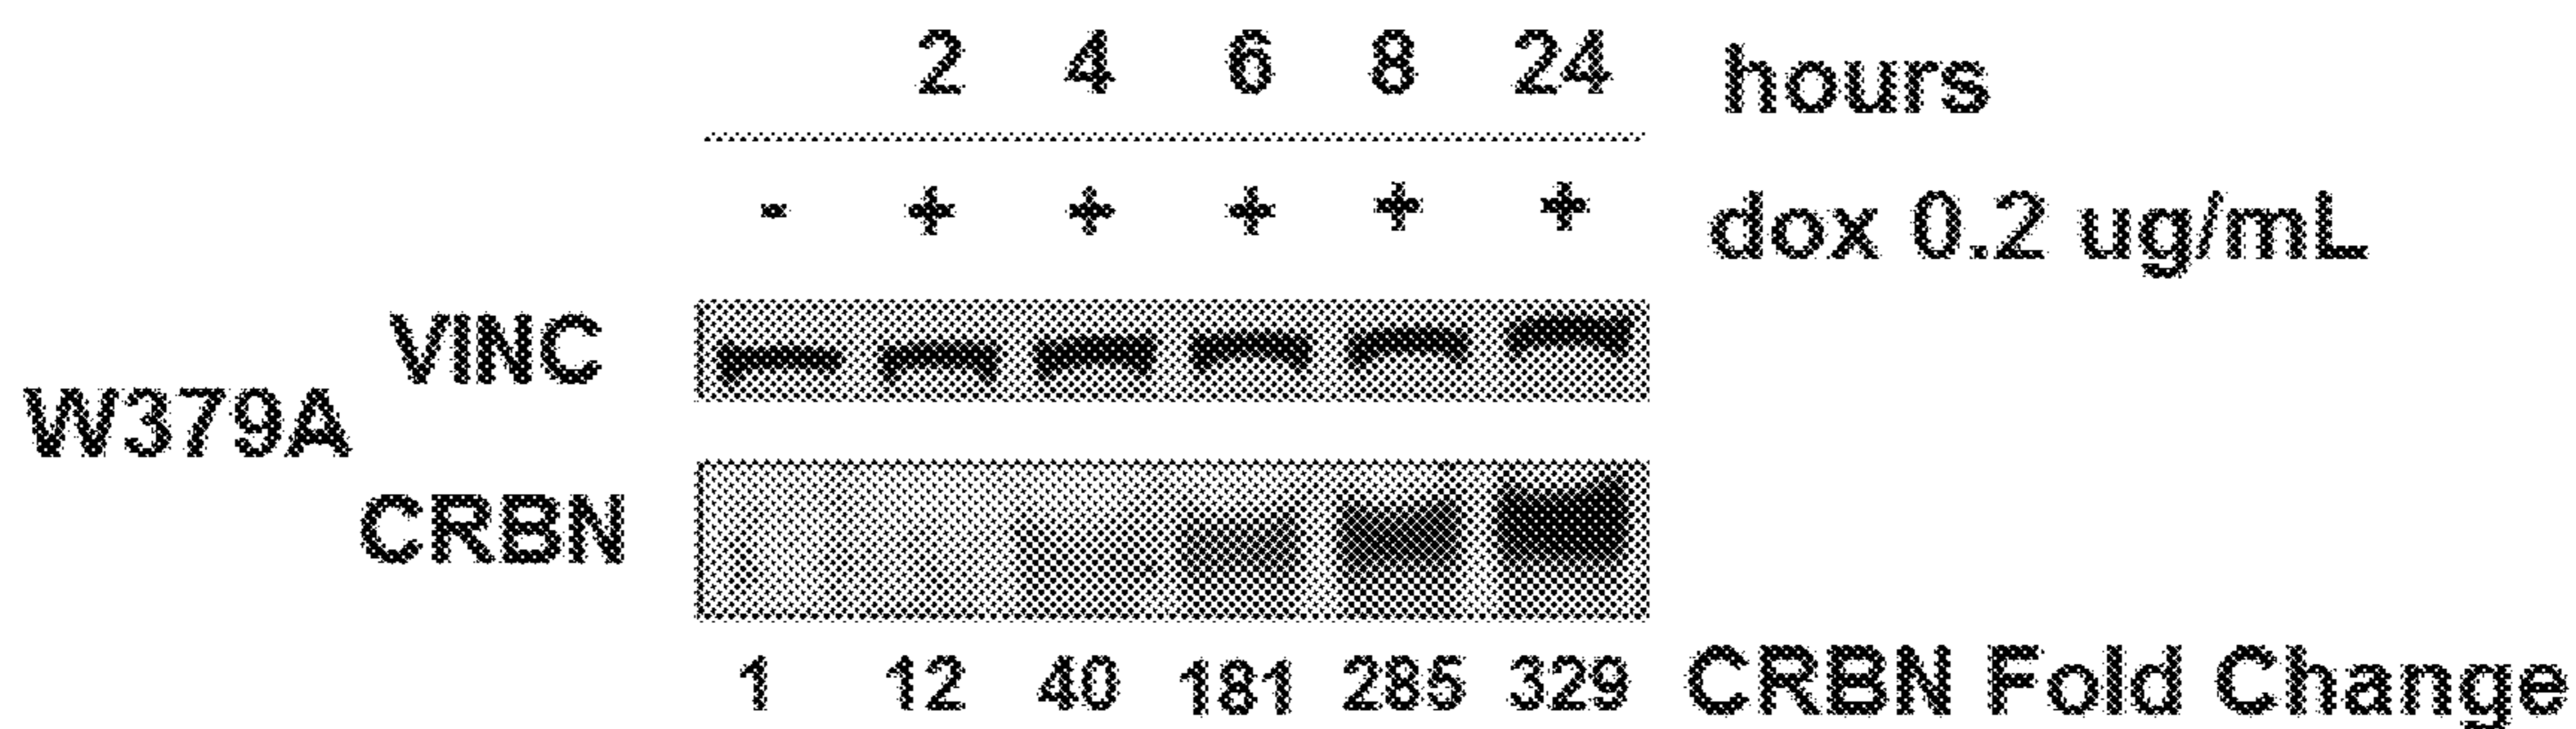 2 4 6 8 24 hours
- + + + + + dox 0.2 ug/mL
VINC
W379A
CRBN
1 12 40 181 285 329 CRBN Fold Change